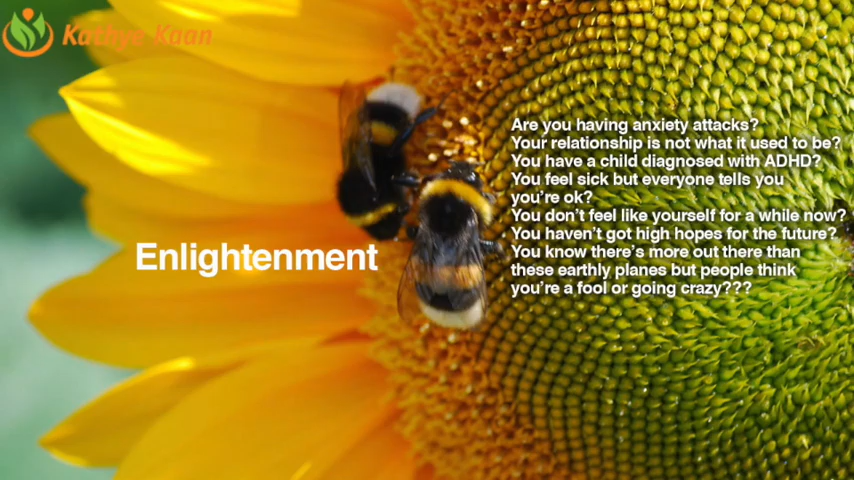 Kathye Kaan
Enlightenment
Are you having anxiety attacks?
Your relationship is not what it used to be?
You have a child diagnosed with ADHD?
You feel sick but everyone tells you
you're ok?
You don't feel like yourself for a while now?
You haven't got high hopes for the future?
You know there's more out there than
these earthly planes but people think
you're a fool or going crazy???